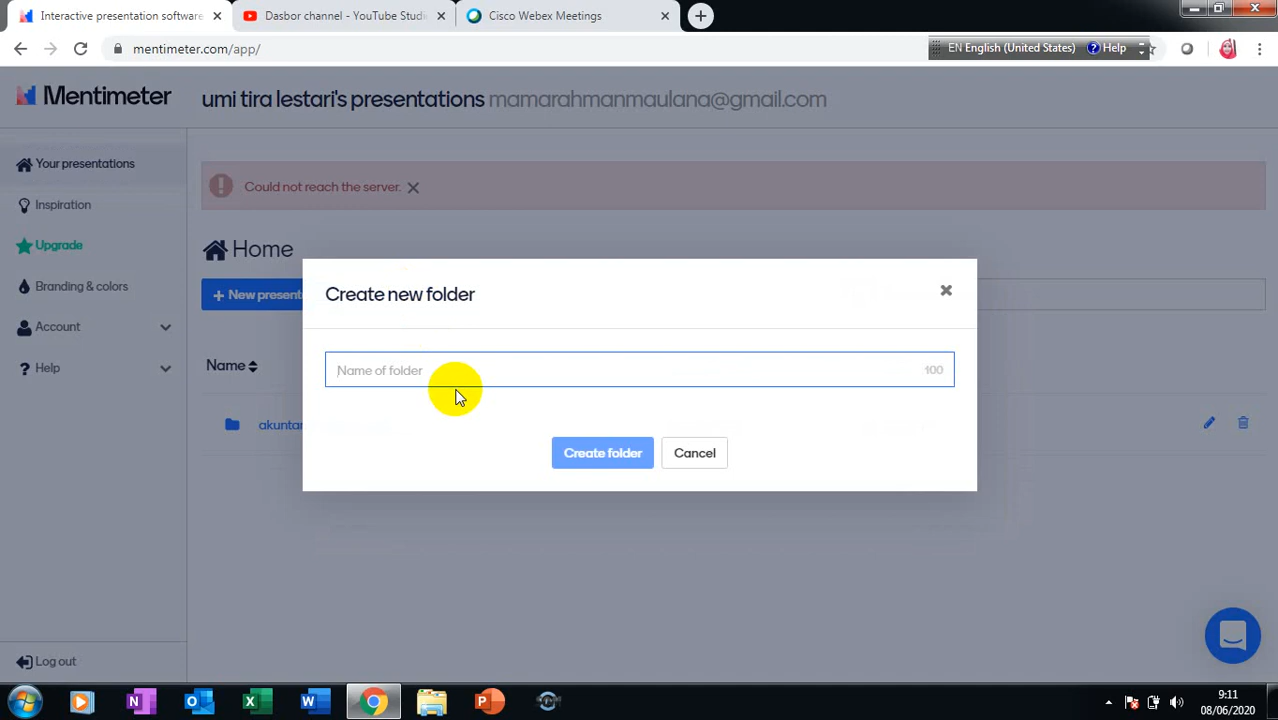 Interactive presentation software
Dasbor channel - YouTube Studi
Cisco Webex Meetings
mentimeter.com/app/
EN English (United States)
Help
Mentimeter
umi tira lestari's presentations mamarahmanmaulana@gmail.com
Your presentations
Could not reach the server.
Inspiration
Upgrade
Home
Branding & colors
+ New present
Create new folder
Account
Help
Name
Name of folder
100
akuntan
Create folder
Cancel
Log out
9:11
08/06/2020